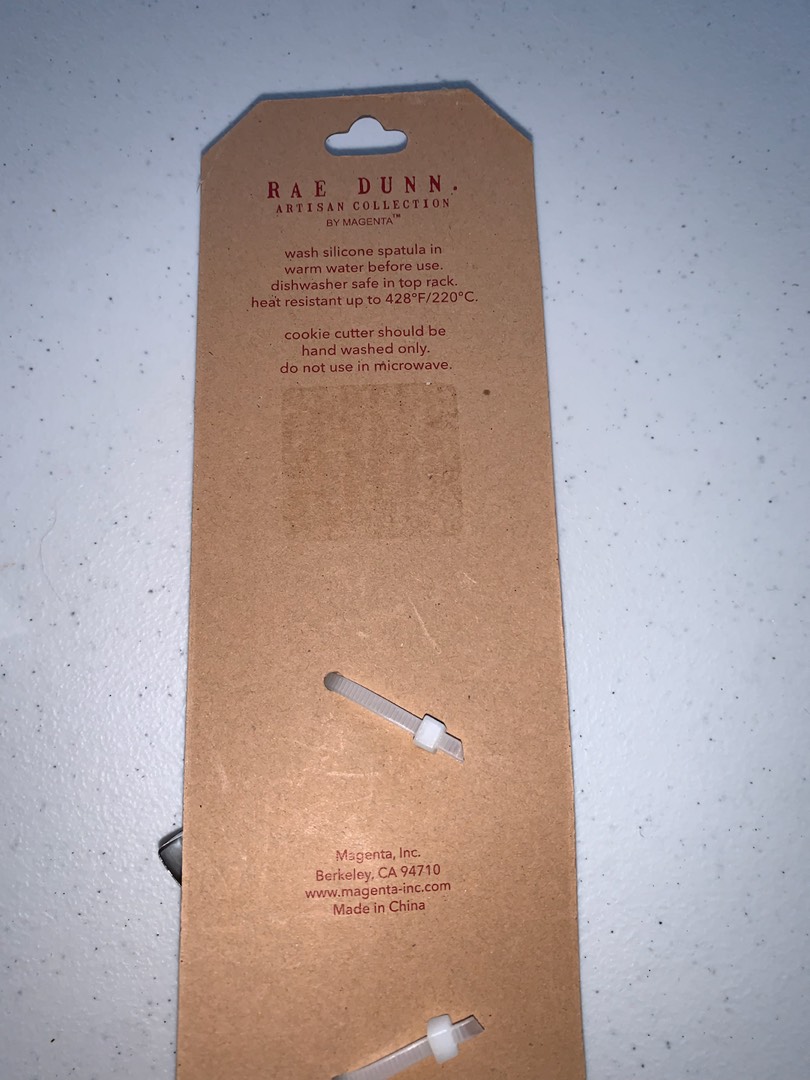 RAE DUNN.
ARTISAN COLLECTION
BY MAGENTA™
wash silicone spatula in
warm water before use.
dishwasher safe in top rack.
heat resistant up to 428°F/220°C.
cookie cutter should be
hand washed only.
do not use in microwave.
Magenta, Inc.
Berkeley, CA 94710
www.magenta-inc.com
Made in China